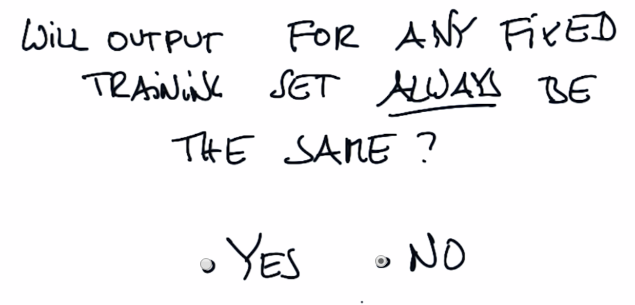 WILL OUTPUT FOR ANY FIXED
TRAINING SET ALWAYS BE
THE SAME?
YES NO